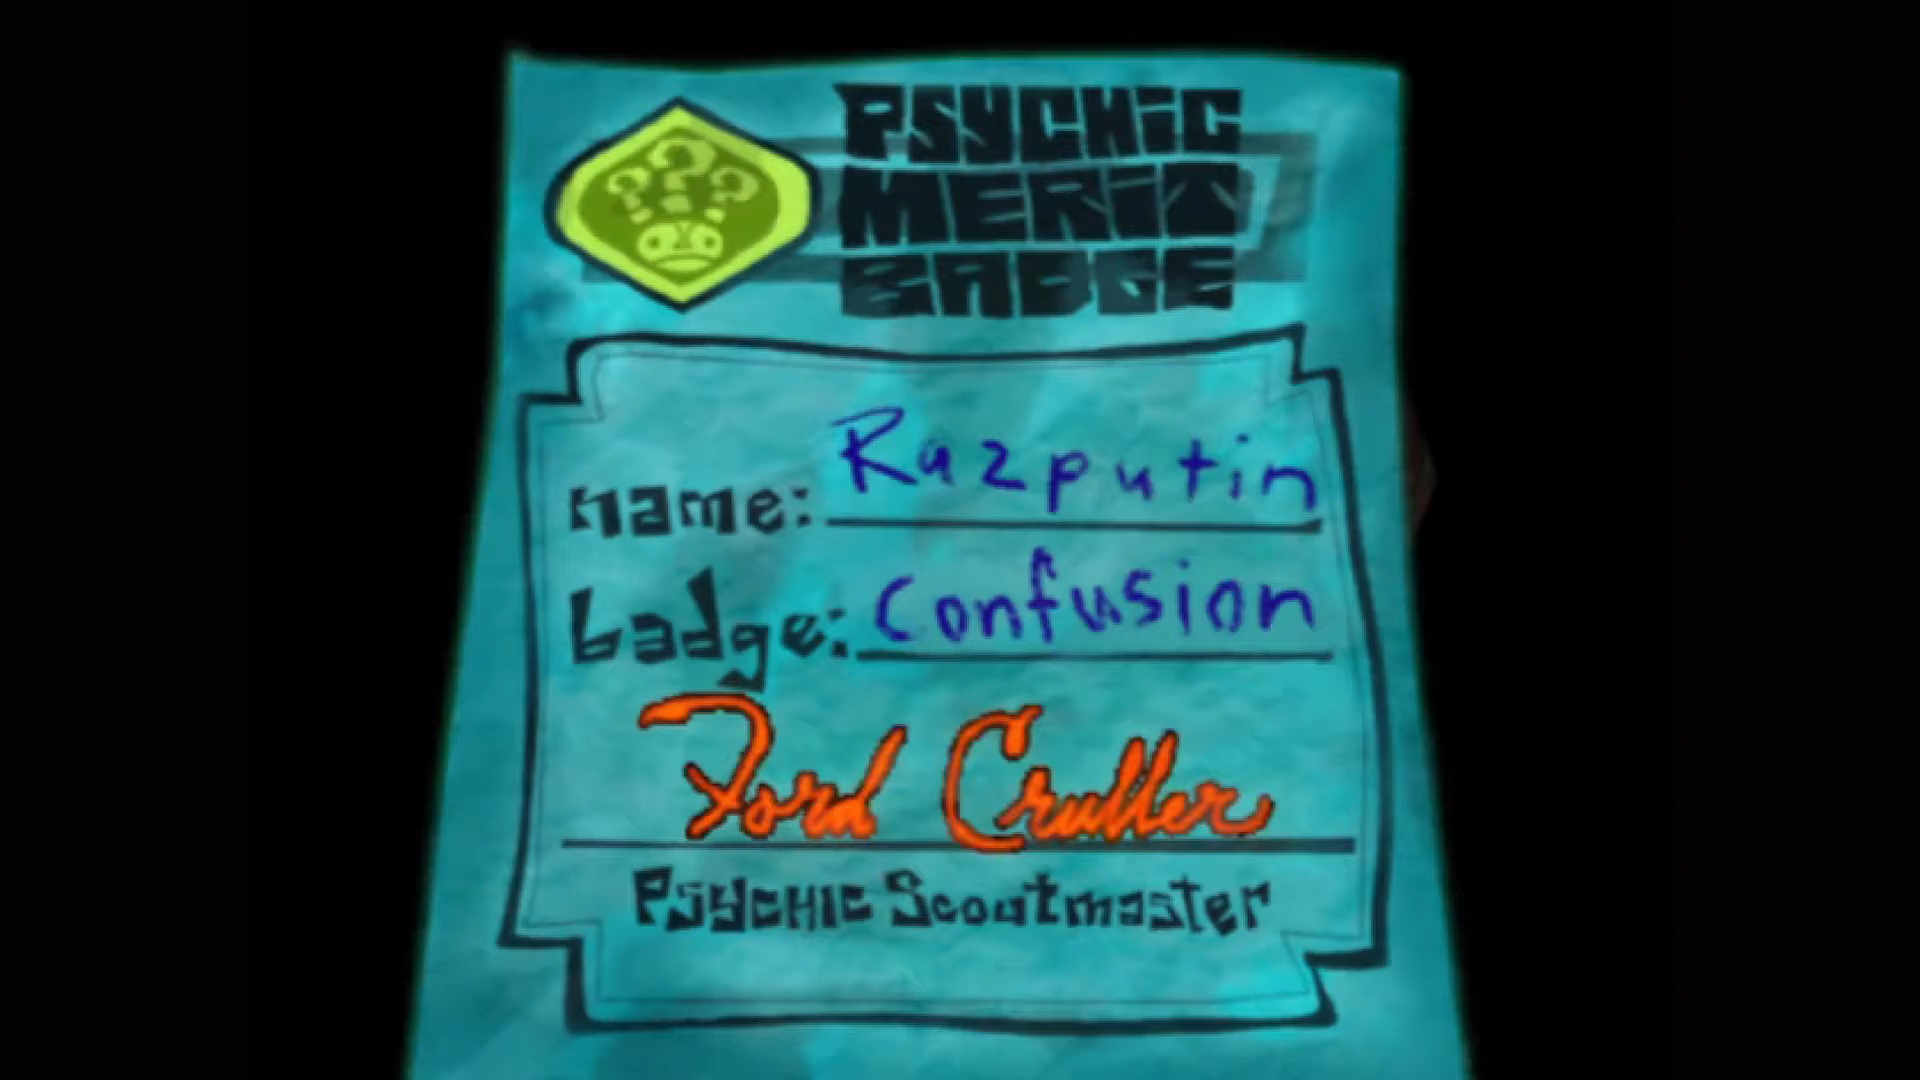 PSYCHIC
MERIT
BADGE
name: Razputin
badge: Confusion
Ford Cruller
Psychic Scoutmaster